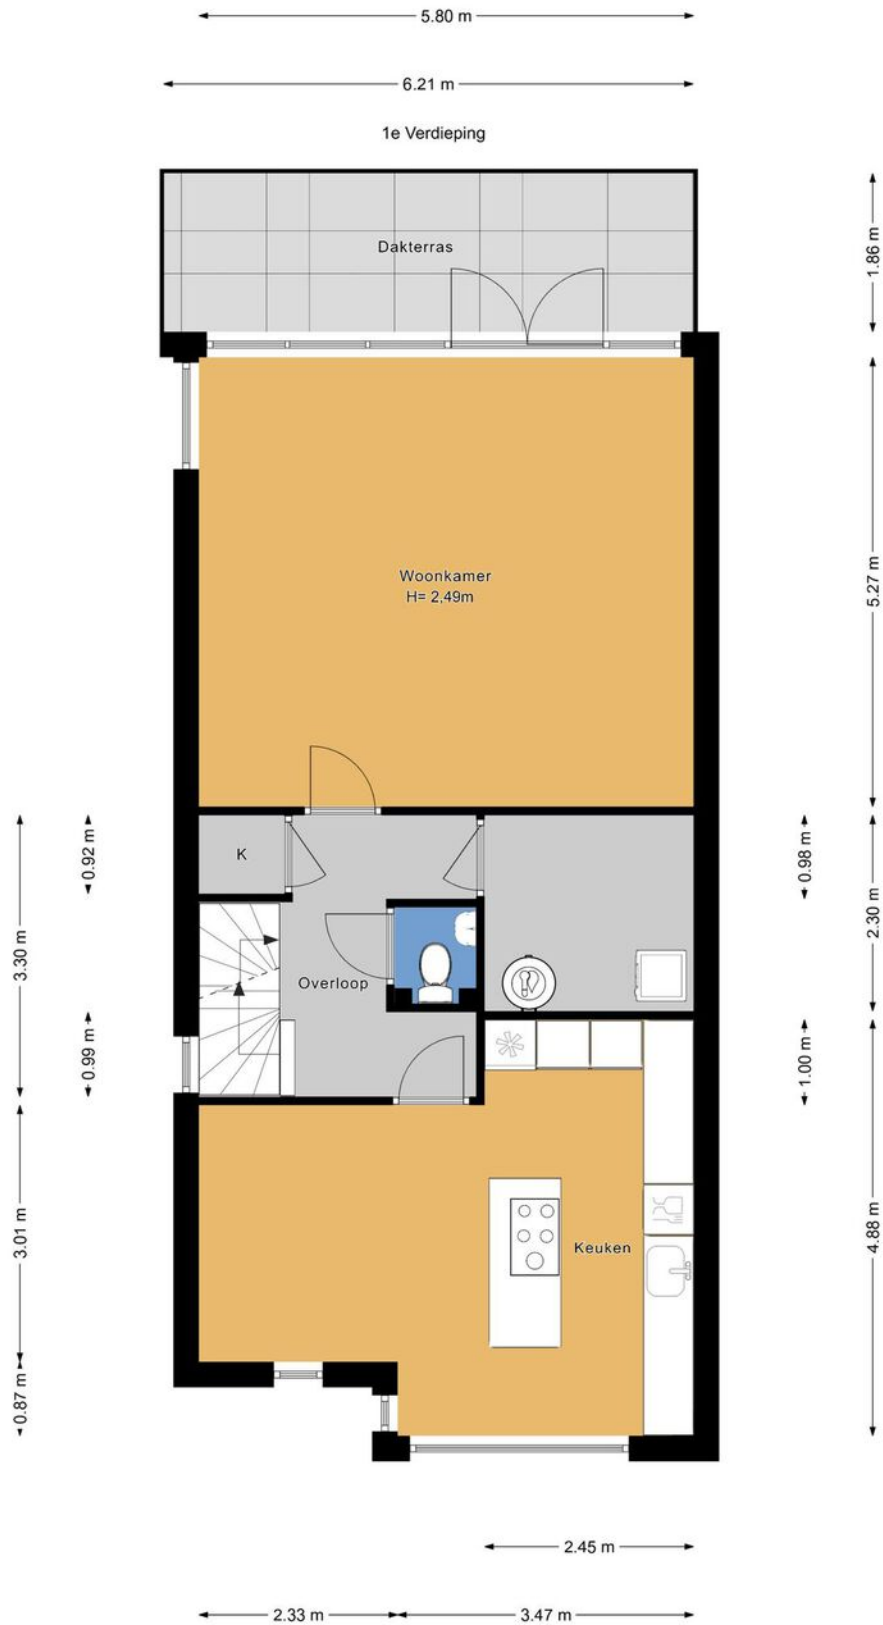 5.80 m
6.21 m
1e Verdieping
Dakterras
1.86 m
Woonkamer
H= 2,49m
5.27 m
K
0.92 m
0.98 m
2.30 m
3.30 m
Overloop
0.99 m
1.00 m
3.01 m
Keuken
4.88 m
0.87 m
2.45 m
2.33 m
3.47 m